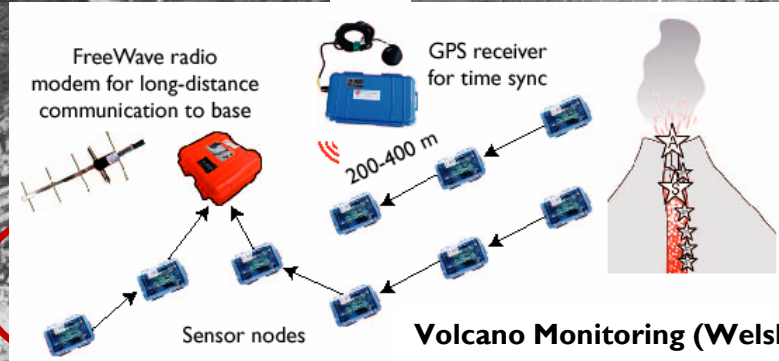 FreeWave radio
modem for long-distance
communication to base
GPS receiver
for time sync
200-400 m
A
S
Sensor nodes
Volcano Monitoring (Welsh